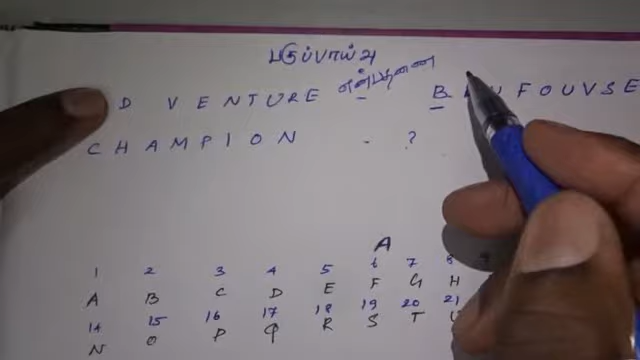 பகுப்பாய்வு
D V E N T U R E என்பதனை - B F O U V S E
C H A M P I O N - ?
A
1 2 3 4 5 6 7 8 9
A B C D E F G H
14 15 16 17 18 19 20 21
N O P Q R S T U